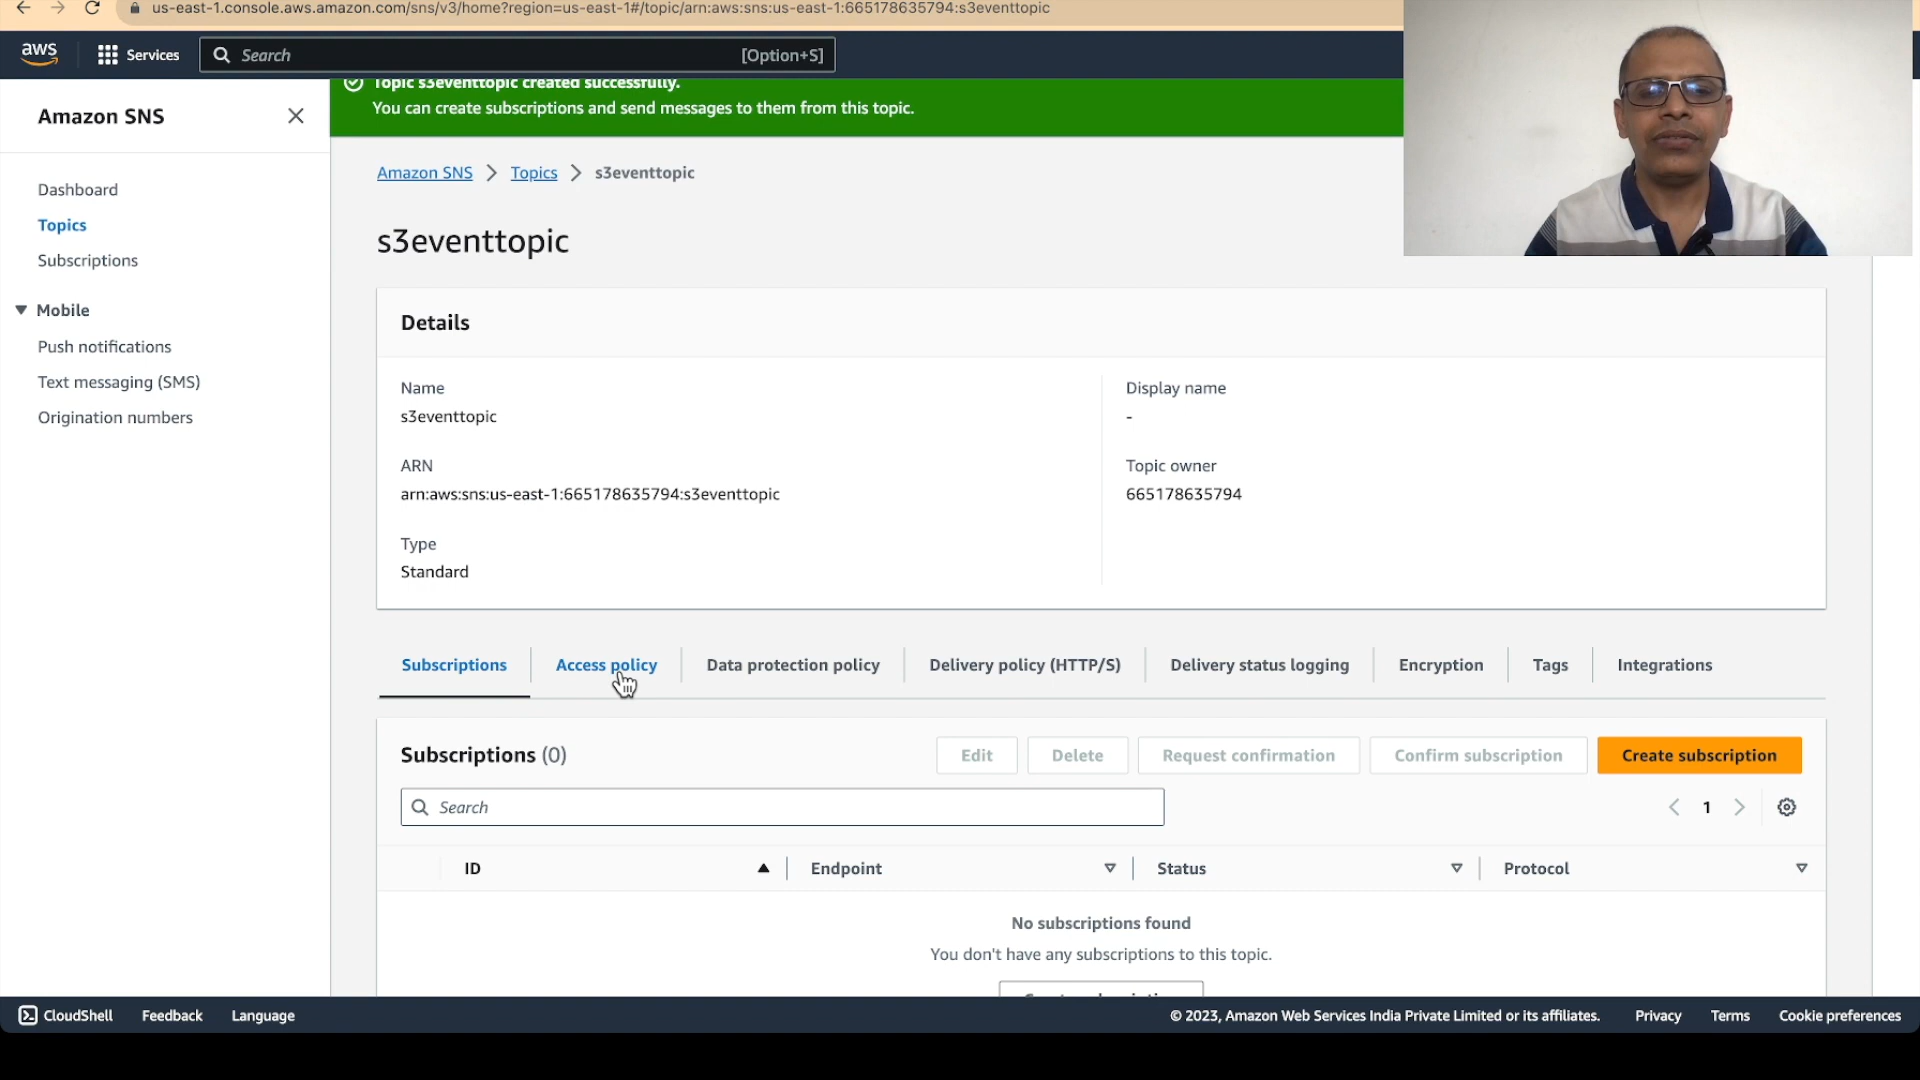 us-east-1.console.aws.amazon.com/sns/v3/home?region=us-east-1#/topic/arn:aws:sns:us-east-1:665178635794:s3eventtopic
aws
Services
Search
[Option+S]
Amazon SNS
Dashboard
Topics
Subscriptions
Mobile
Push notifications
Text messaging (SMS)
Origination numbers
Topic s3eventtopic created successfully.
You can create subscriptions and send messages to them from this topic.
Amazon SNS
Topics
s3eventtopic
s3eventtopic
Details
Name
s3eventtopic
ARN
arn:aws:sns:us-east-1:665178635794:s3eventtopic
Type
Standard
Display name
-
Topic owner
665178635794
Subscriptions
Access policy
Data protection policy
Delivery policy (HTTP/S)
Delivery status logging
Encryption
Tags
Integrations
Subscriptions (0)
Edit
Delete
Request confirmation
Confirm subscription
Create subscription
Search
1
ID
Endpoint
Status
Protocol
No subscriptions found
You don't have any subscriptions to this topic.
CloudShell
Feedback
Language
© 2023, Amazon Web Services India Private Limited or its affiliates.
Privacy
Terms
Cookie preferences